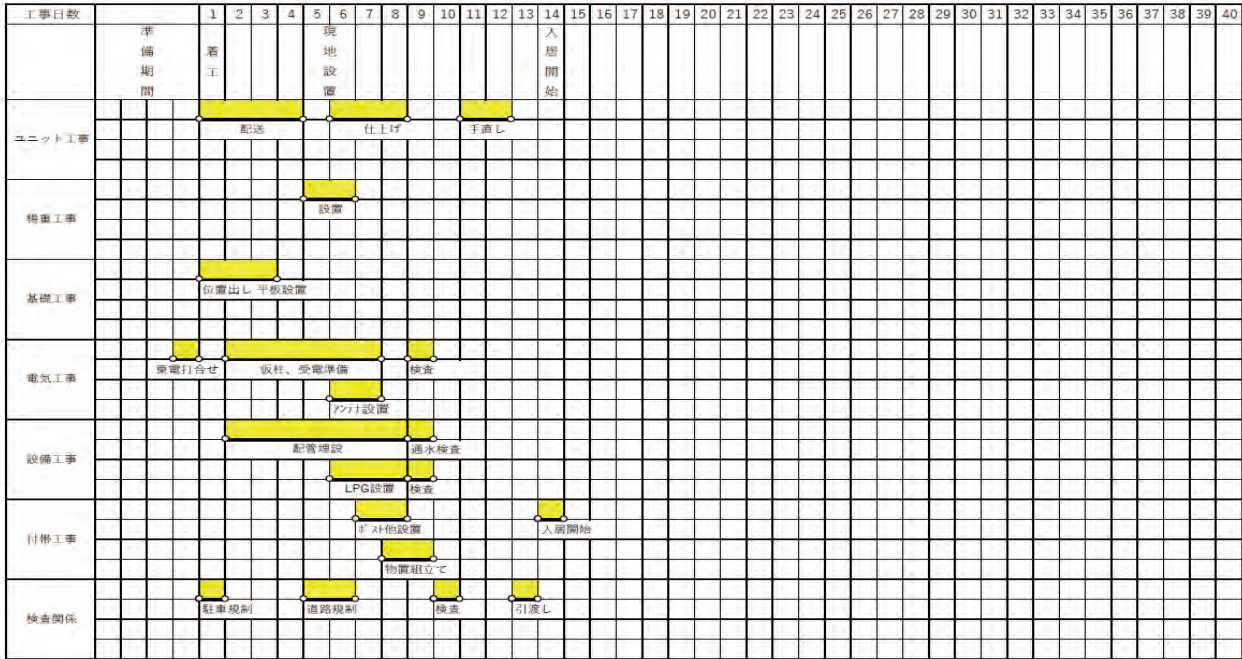 工事日数 1 2 3 4 5 6 7 8 9 10 11 12 13 14 15 16 17 18 19 20 21 22 23 24 25 26 27 28 29 30 31 32 33 34 35 36 37 38 39 40
準備期間
着工
現地設置
入居開始
ユニット工事
配送 仕上げ 手直し
楊重工事
設置
基礎工事
位置出し 平板設置
電気工事
東電打合せ 仮柱、受電準備 検査
アンテナ設置
設備工事
配管埋設 通水検査
LPG設置 検査
付帯工事
ポスト他設置 入居開始
物置組立て
検査関係
駐車規制 道路規制 検査 引渡し